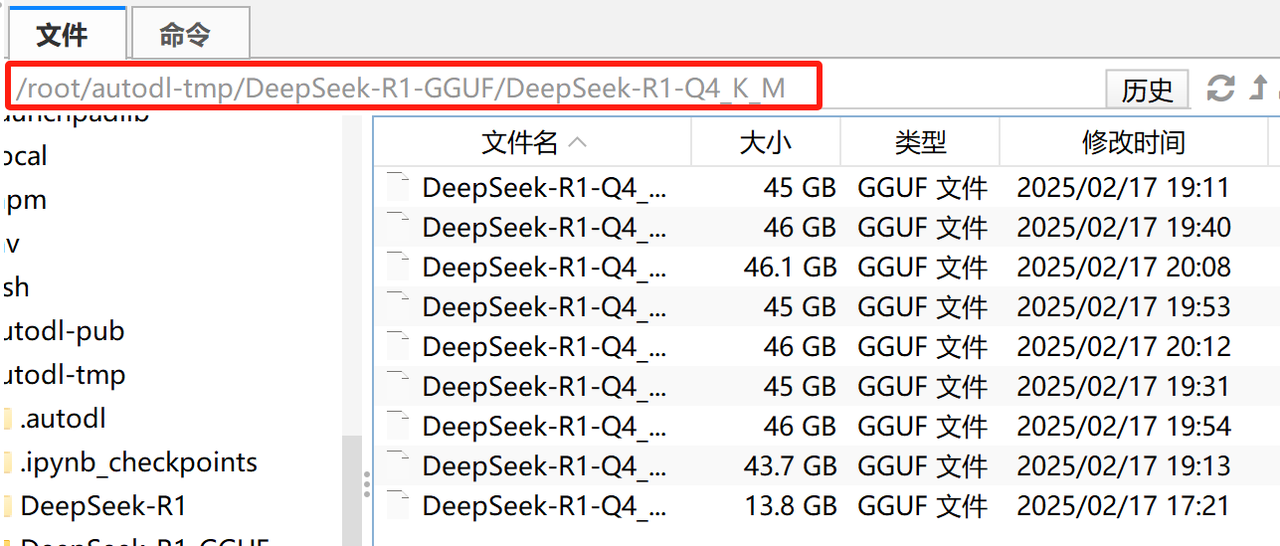 文件 命令
/root/autodl-tmp/DeepSeek-R1-GGUF/DeepSeek-R1-Q4_K_M 历史
ocal
pm
v
sh
utodl-pub
utodl-tmp
.autodl
.ipynb_checkpoints
DeepSeek-R1
DeepSeek-R1-GGUF
文件名 大小 类型 修改时间
DeepSeek-R1-Q4_... 45 GB GGUF 文件 2025/02/17 19:11
DeepSeek-R1-Q4_... 46 GB GGUF 文件 2025/02/17 19:40
DeepSeek-R1-Q4_... 46.1 GB GGUF 文件 2025/02/17 20:08
DeepSeek-R1-Q4_... 45 GB GGUF 文件 2025/02/17 19:53
DeepSeek-R1-Q4_... 46 GB GGUF 文件 2025/02/17 20:12
DeepSeek-R1-Q4_... 45 GB GGUF 文件 2025/02/17 19:31
DeepSeek-R1-Q4_... 46 GB GGUF 文件 2025/02/17 19:54
DeepSeek-R1-Q4_... 43.7 GB GGUF 文件 2025/02/17 19:13
DeepSeek-R1-Q4_... 13.8 GB GGUF 文件 2025/02/17 17:21